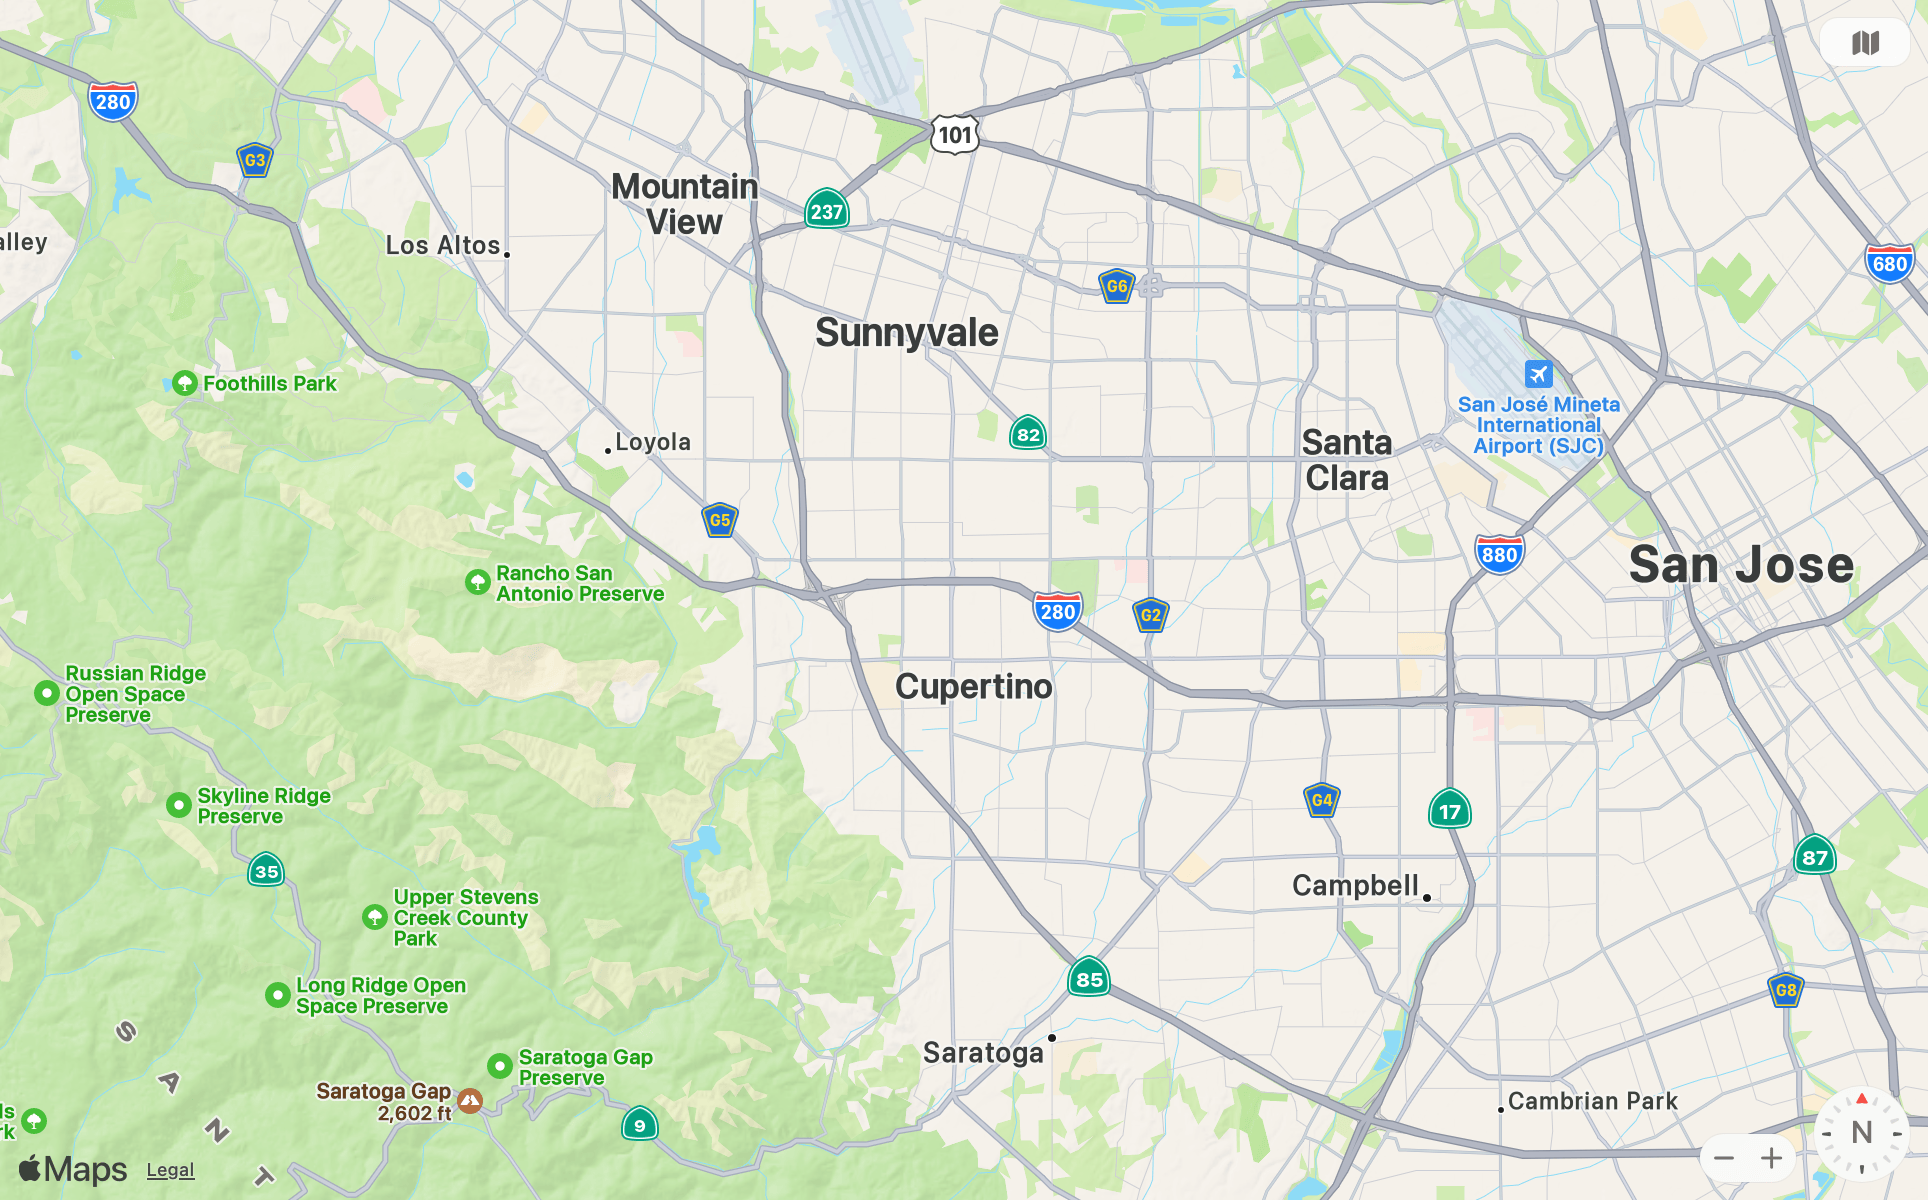 280
G3
101
Mountain
View
237
680
alley
Los Altos
G6
Sunnyvale
Foothills Park
San José Mineta
International
Airport (SJC)
82
Santa
Clara
Loyola
G5
880
San Jose
Rancho San
Antonio Preserve
280
G2
Russian Ridge
Open Space
Preserve
Cupertino
Skyline Ridge
Preserve
G4
17
35
87
Upper Stevens
Creek County
Park
Campbell
85
Long Ridge Open
Space Preserve
G8
Saratoga
Saratoga Gap
Preserve
Saratoga Gap
2,602 ft
Cambrian Park
9
ls
rk
S A N T
N
Maps
Legal